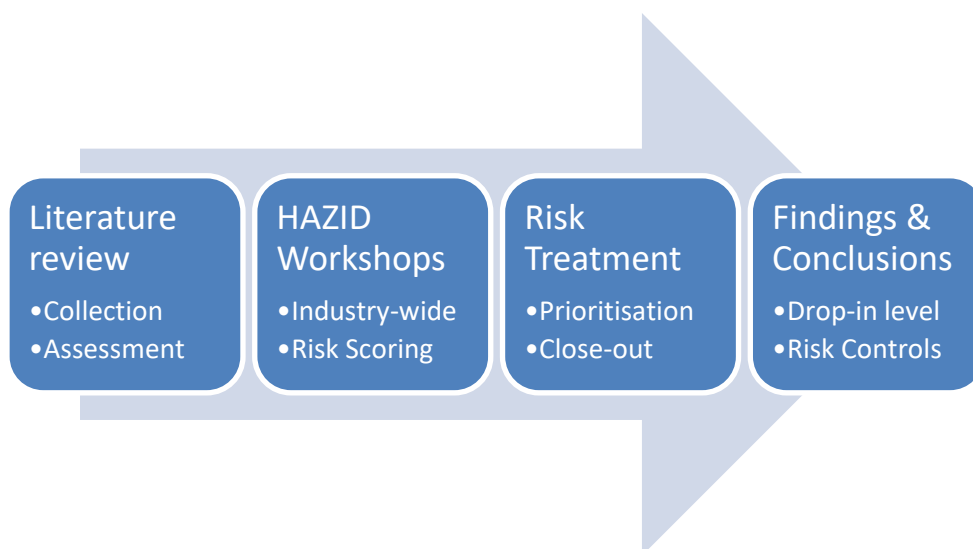 Literature
review
•Collection
•Assessment
HAZID
Workshops
•Industry-wide
•Risk Scoring
Risk
Treatment
•Prioritisation
•Close-out
Findings &
Conclusions
•Drop-in level
•Risk Controls